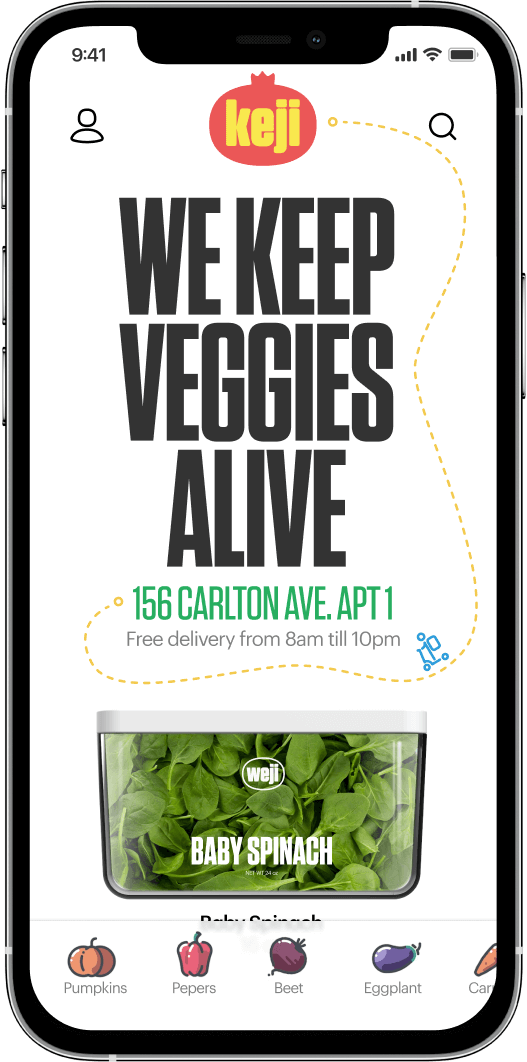 9:41
keji
WE KEEP
VEGGIES
ALIVE
156 CARLTON AVE. APT 1
Free delivery from 8am till 10pm
weji
BABY SPINACH
NET WT 24 oz
Baby Spinach
Pumpkins
Pepers
Beet
Eggplant
Car